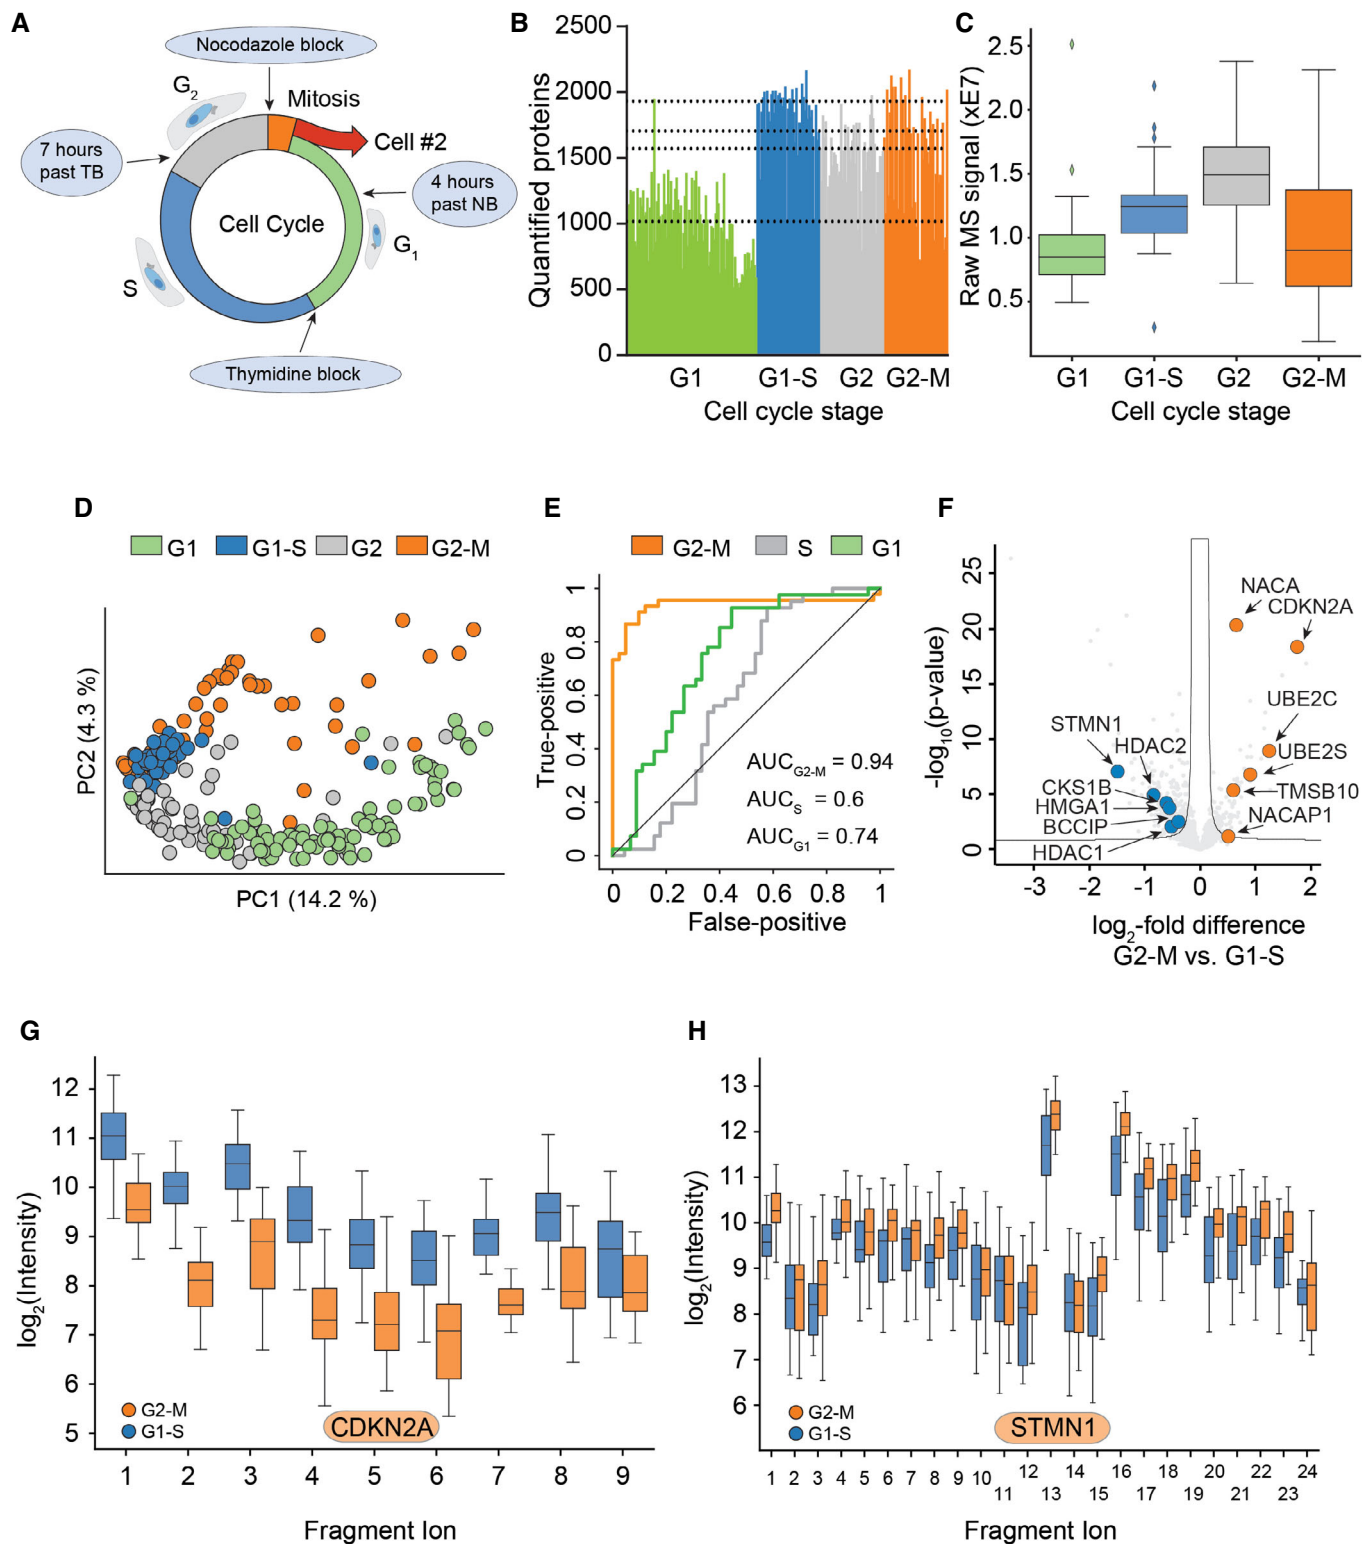 A
Nocodazole block
G2
Mitosis
Cell #2
7 hours
past TB
4 hours
past NB
Cell Cycle
G1
S
Thymidine block
B
Quantified proteins
2500
2000
1500
1000
500
0
G1 G1-S G2 G2-M
Cell cycle stage
C
Raw MS signal (xE7)
2.5
2.0
1.5
1.0
0.5
G1 G1-S G2 G2-M
Cell cycle stage
D
G1 G1-S G2 G2-M
PC2 (4.3 %)
PC1 (14.2 %)
E
G2-M S G1
True-positive
1
0.8
0.6
0.4
0.2
0
AUCG2-M = 0.94
AUCS = 0.6
AUCG1 = 0.74
0 0.2 0.4 0.6 0.8 1
False-positive
F
-log10(p-value)
25
20
15
10
5
0
NACA
CDKN2A
UBE2C
STMN1
HDAC2
UBE2S
CKS1B
TMSB10
HMGA1
NACAP1
BCCIP
HDAC1
-3 -2 -1 0 1 2
log2-fold difference
G2-M vs. G1-S
G
log2(Intensity)
12
11
10
9
8
7
6
5
G2-M
G1-S
CDKN2A
1 2 3 4 5 6 7 8 9
Fragment Ion
H
log2(Intensity)
13
12
11
10
9
8
7
6
G2-M
G1-S
STMN1
1 2 3 4 5 6 7 8 9 10 12 14 16 18 20 22 24
11 13 15 17 19 21 23
Fragment Ion